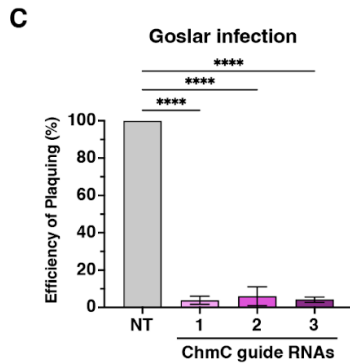 C
Goslar infection
****
****
****
Efficiency of Plaquing (%)
100
80
60
40
20
0
NT 1 2 3
ChmC guide RNAs